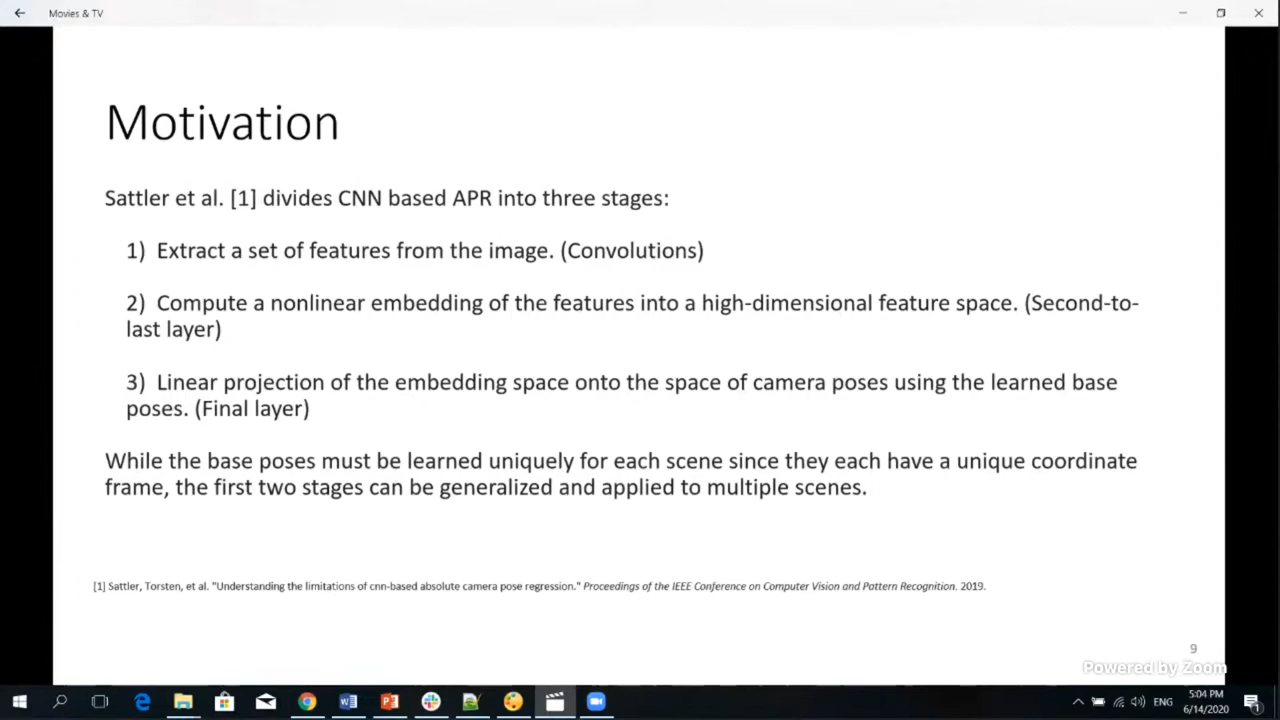 Movies & TV
Motivation
Sattler et al. [1] divides CNN based APR into three stages:
1) Extract a set of features from the image. (Convolutions)
2) Compute a nonlinear embedding of the features into a high-dimensional feature space. (Second-to-
last layer)
3) Linear projection of the embedding space onto the space of camera poses using the learned base
poses. (Final layer)
While the base poses must be learned uniquely for each scene since they each have a unique coordinate
frame, the first two stages can be generalized and applied to multiple scenes.
[1] Sattler, Torsten, et al. "Understanding the limitations of cnn-based absolute camera pose regression." Proceedings of the IEEE Conference on Computer Vision and Pattern Recognition. 2019.
9
Powered by Zoom
ENG
5:04 PM
6/14/2020
1